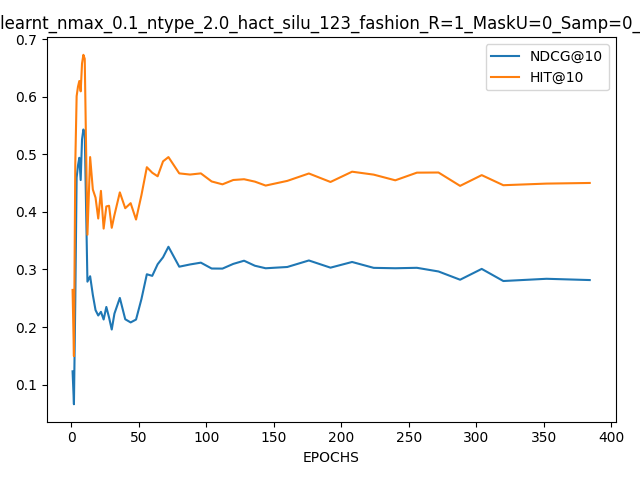 learnt_nmax_0.1_ntype_2.0_hact_silu_123_fashion_R=1_MaskU=0_Samp=0_
NDCG@10
HIT@10
0.7
0.6
0.5
0.4
0.3
0.2
0.1
0 50 100 150 200 250 300 350 400
EPOCHS